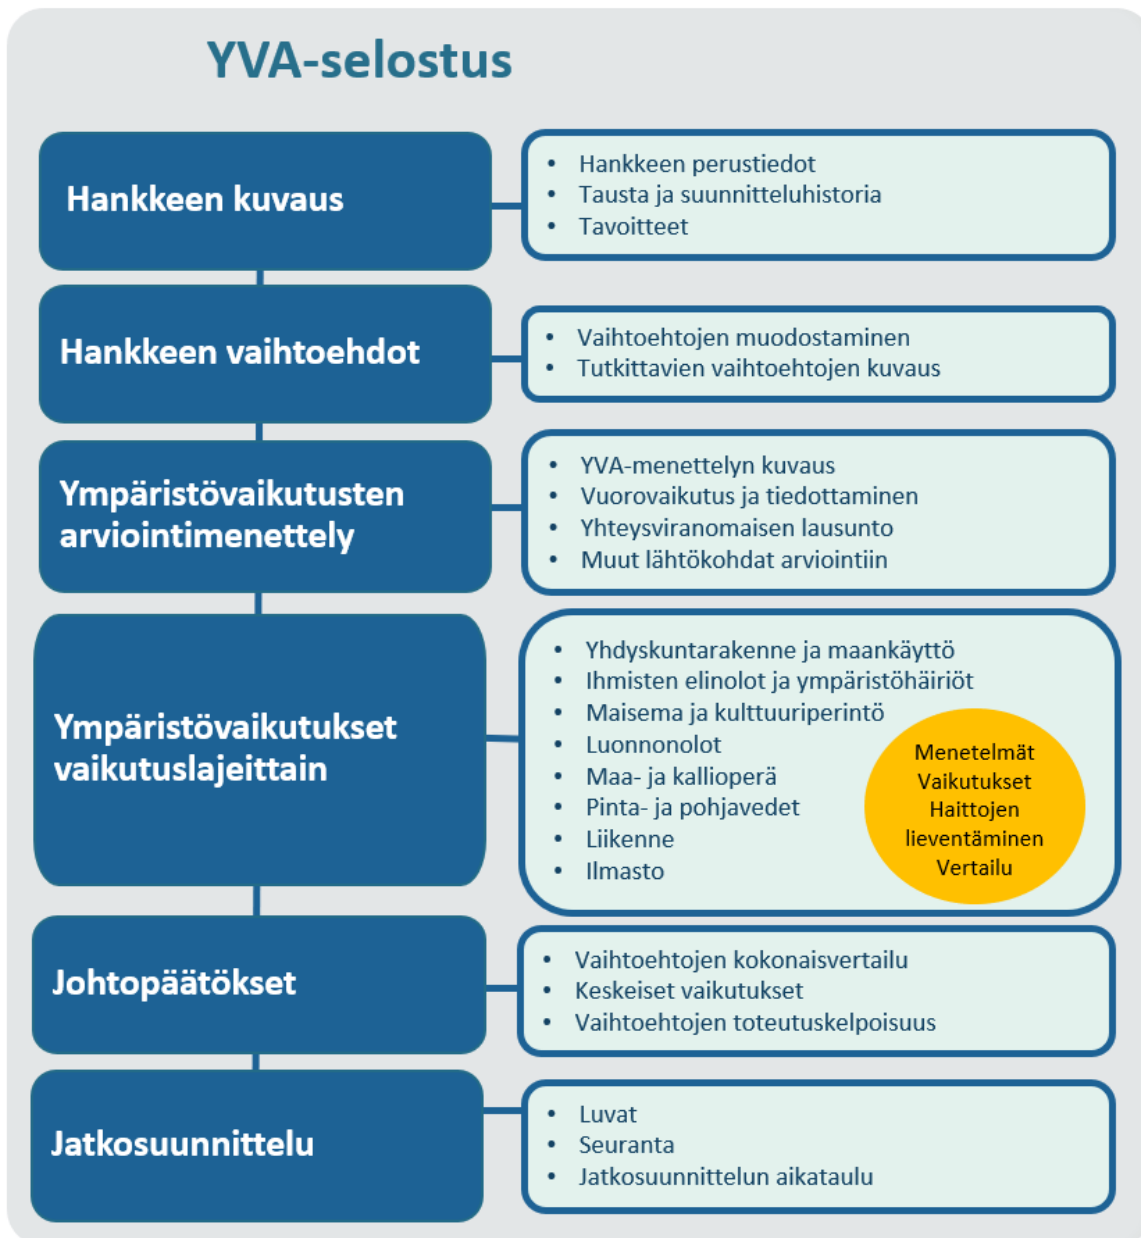 YVA-selostus
Hankkeen kuvaus
• Hankkeen perustiedot
• Tausta ja suunnitteluhistoria
• Tavoitteet
Hankkeen vaihtoehdot
• Vaihtoehtojen muodostaminen
• Tutkittavien vaihtoehtojen kuvaus
Ympäristövaikutusten
arviointimenettely
• YVA-menettelyn kuvaus
• Vuorovaikutus ja tiedottaminen
• Yhteysviranomaisen lausunto
• Muut lähtökohdat arviointiin
Ympäristövaikutukset
vaikutuslajeittain
• Yhdyskuntarakenne ja maankäyttö
• Ihmisten elinolot ja ympäristöhäiriöt
• Maisema ja kulttuuriperintö
• Luonnonolot
• Maa- ja kallioperä
• Pinta- ja pohjavedet
• Liikenne
• Ilmasto
Menetelmät
Vaikutukset
Haittojen
lieventäminen
Vertailu
Johtopäätökset
• Vaihtoehtojen kokonaisvertailu
• Keskeiset vaikutukset
• Vaihtoehtojen toteutuskelpoisuus
Jatkosuunnittelu
• Luvat
• Seuranta
• Jatkosuunnittelun aikataulu